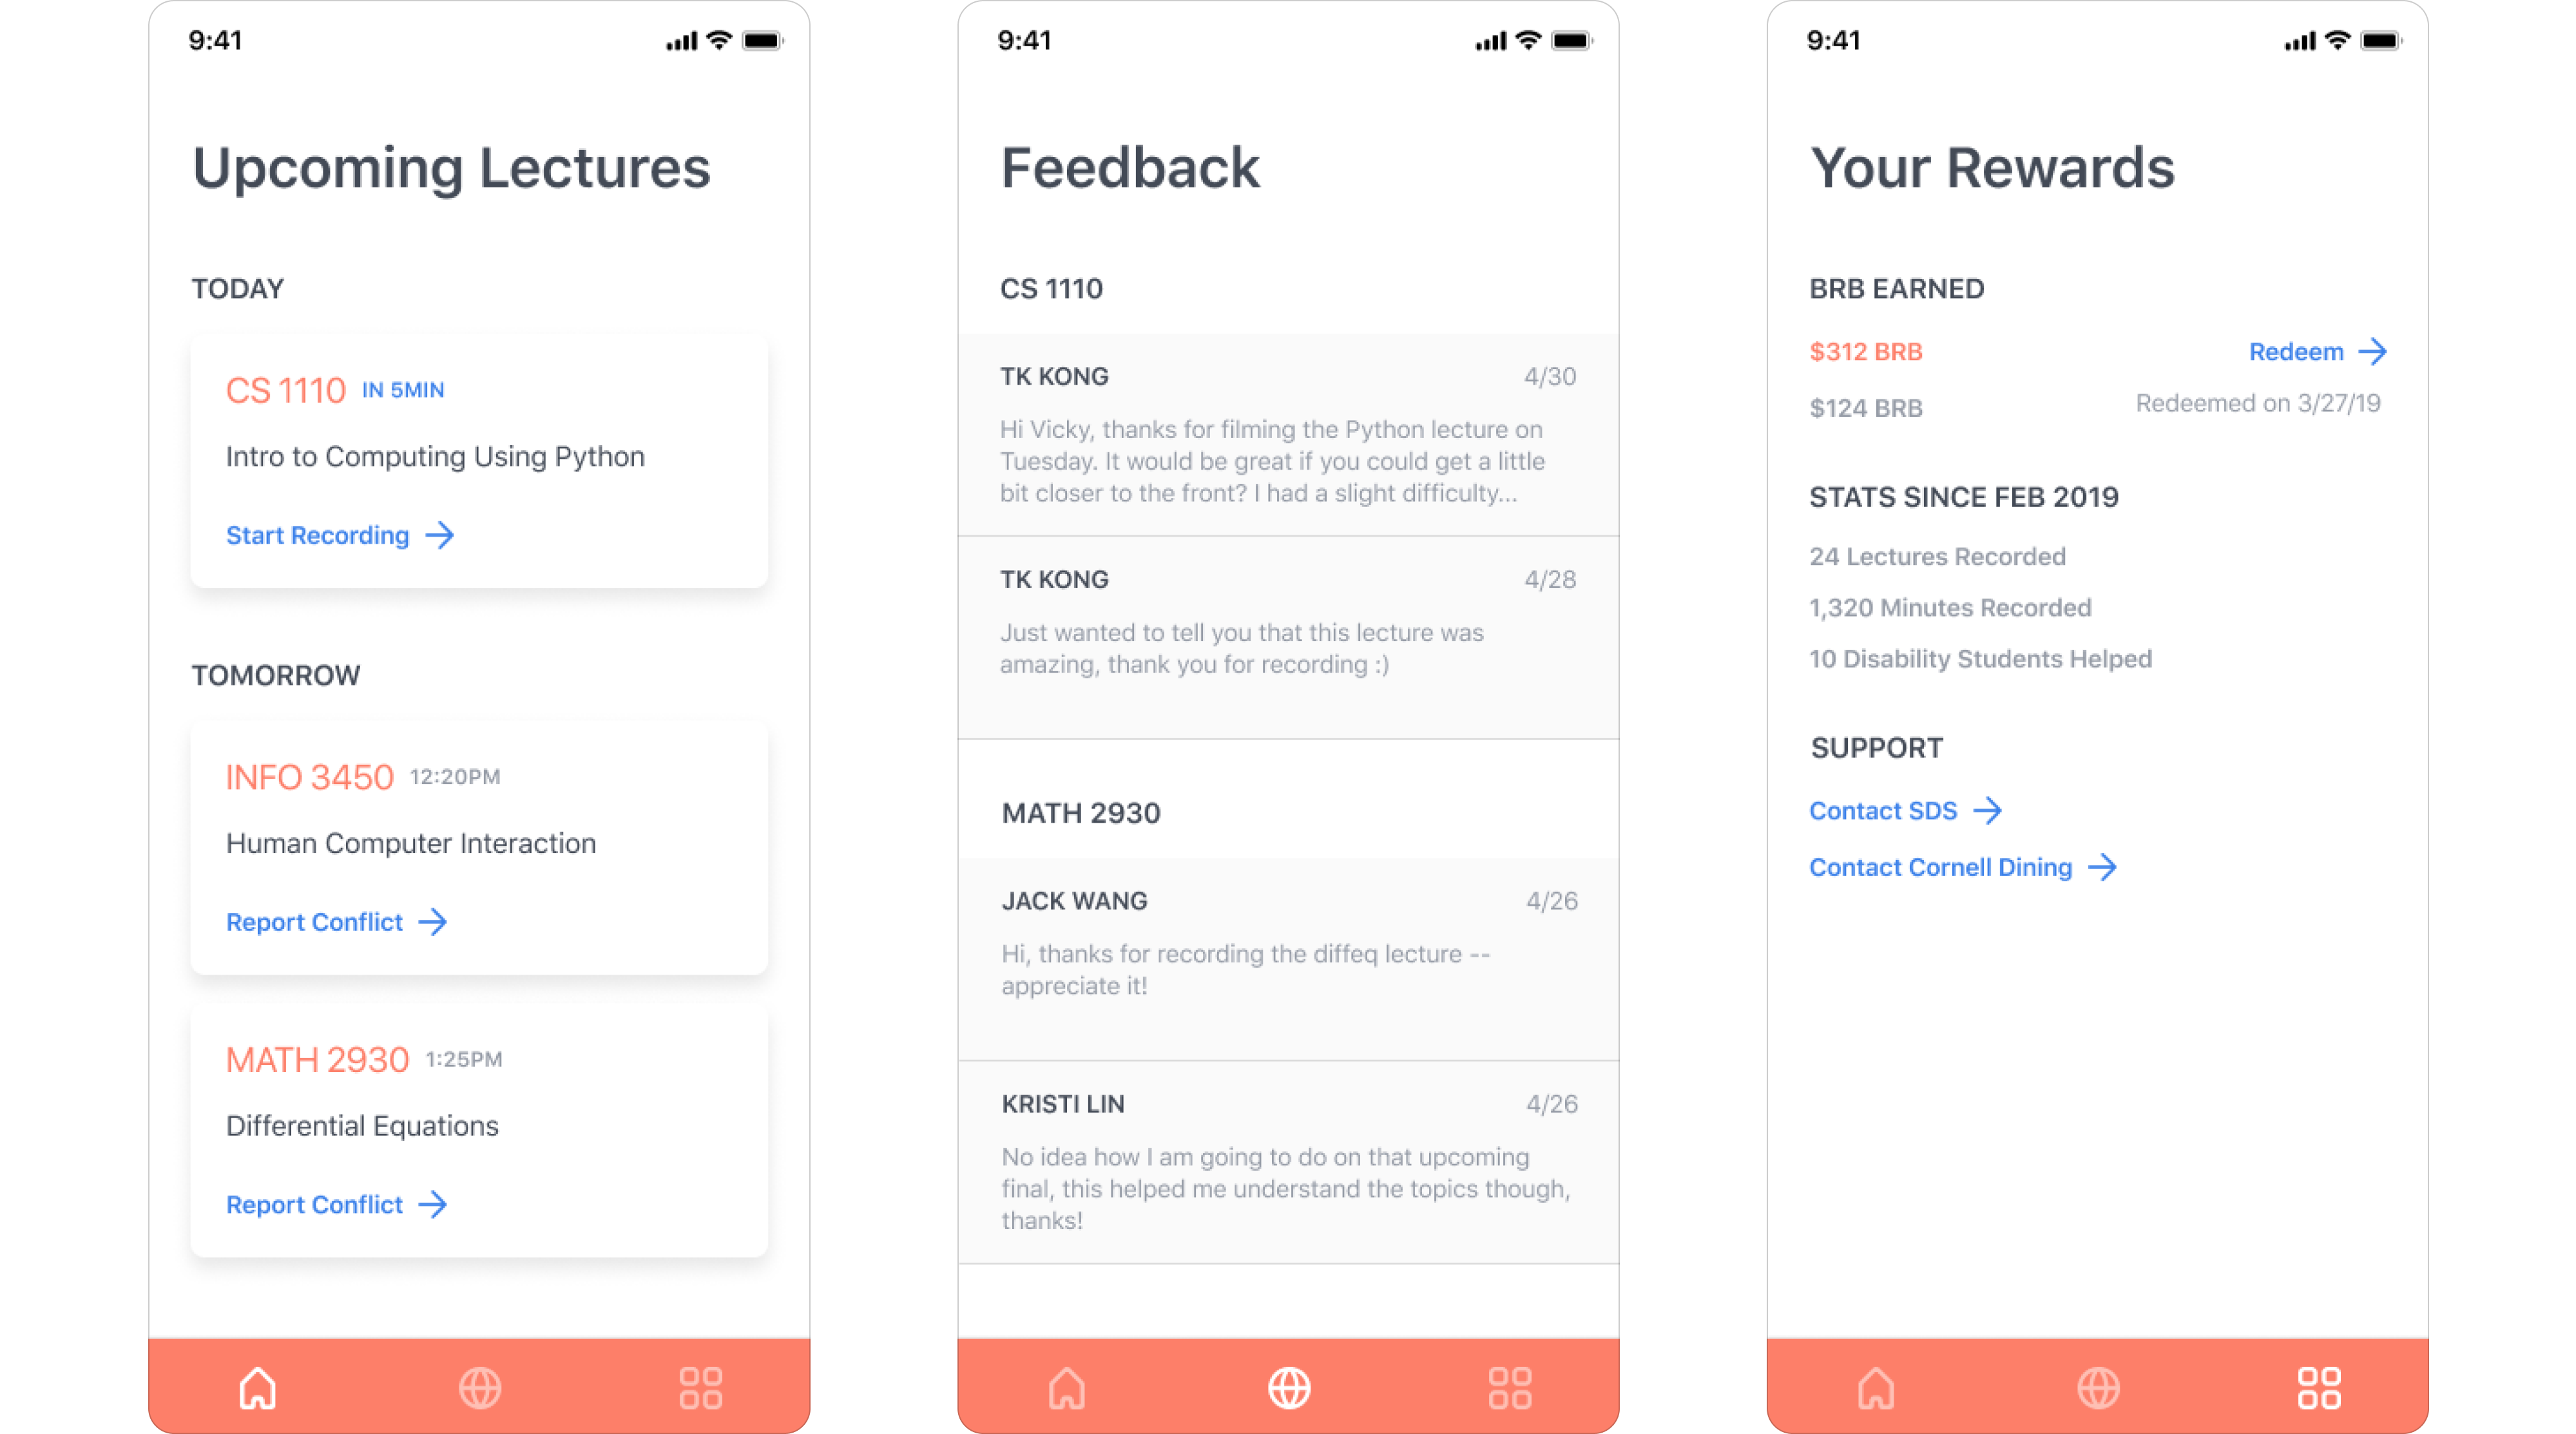 9:41
Upcoming Lectures
TODAY
CS 1110 IN 5MIN
Intro to Computing Using Python
Start Recording
TOMORROW
INFO 3450 12:20PM
Human Computer Interaction
Report Conflict
MATH 2930 1:25PM
Differential Equations
Report Conflict
9:41
Feedback
CS 1110
TK KONG 4/30
Hi Vicky, thanks for filming the Python lecture on
Tuesday. It would be great if you could get a little
bit closer to the front? I had a slight difficulty...
TK KONG 4/28
Just wanted to tell you that this lecture was
amazing, thank you for recording :)
MATH 2930
JACK WANG 4/26
Hi, thanks for recording the diffeq lecture --
appreciate it!
KRISTI LIN 4/26
No idea how I am going to do on that upcoming
final, this helped me understand the topics though,
thanks!
9:41
Your Rewards
BRB EARNED
$312 BRB Redeem
$124 BRB Redeemed on 3/27/19
STATS SINCE FEB 2019
24 Lectures Recorded
1,320 Minutes Recorded
10 Disability Students Helped
SUPPORT
Contact SDS
Contact Cornell Dining